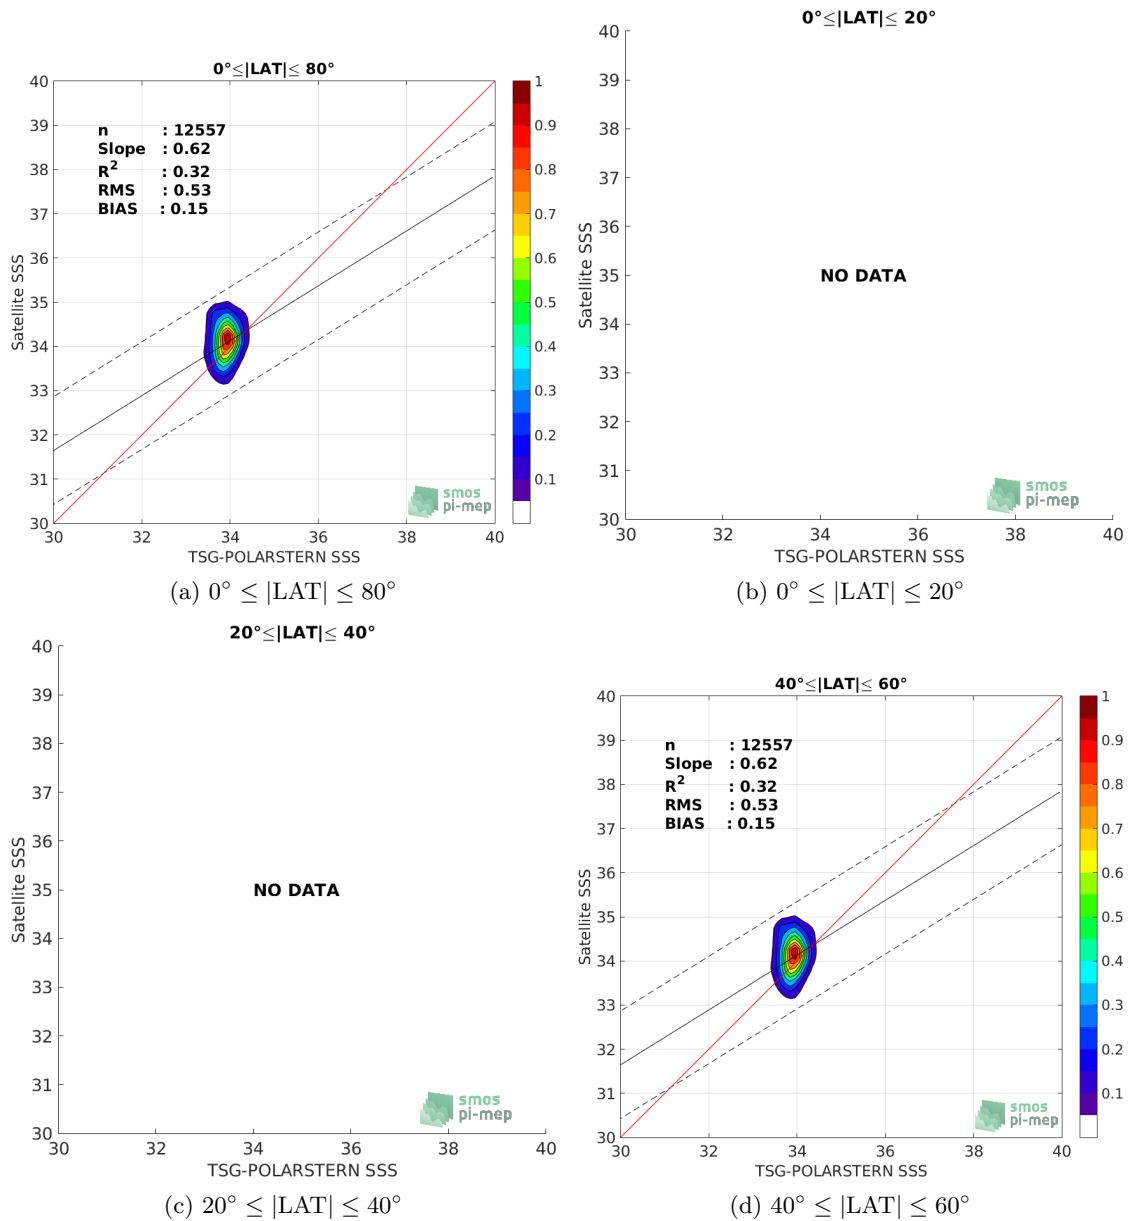 0°≤|LAT|≤ 80°
40
39
38
37
36
35
34
33
32
31
30
Satellite SSS
n : 12557
Slope : 0.62
R² : 0.32
RMS : 0.53
BIAS : 0.15
smos
pi-mep
30 32 34 36 38 40
TSG-POLARSTERN SSS
1
0.9
0.8
0.7
0.6
0.5
0.4
0.3
0.2
0.1
(a) 0° ≤ |LAT| ≤ 80°
0°≤|LAT|≤ 20°
40
39
38
37
36
35
34
33
32
31
30
Satellite SSS
NO DATA
smos
pi-mep
30 32 34 36 38 40
TSG-POLARSTERN SSS
(b) 0° ≤ |LAT| ≤ 20°
20°≤|LAT|≤ 40°
40
39
38
37
36
35
34
33
32
31
30
Satellite SSS
NO DATA
smos
pi-mep
30 32 34 36 38 40
TSG-POLARSTERN SSS
(c) 20° ≤ |LAT| ≤ 40°
40°≤|LAT|≤ 60°
40
39
38
37
36
35
34
33
32
31
30
Satellite SSS
n : 12557
Slope : 0.62
R² : 0.32
RMS : 0.53
BIAS : 0.15
smos
pi-mep
30 32 34 36 38 40
TSG-POLARSTERN SSS
1
0.9
0.8
0.7
0.6
0.5
0.4
0.3
0.2
0.1
(d) 40° ≤ |LAT| ≤ 60°